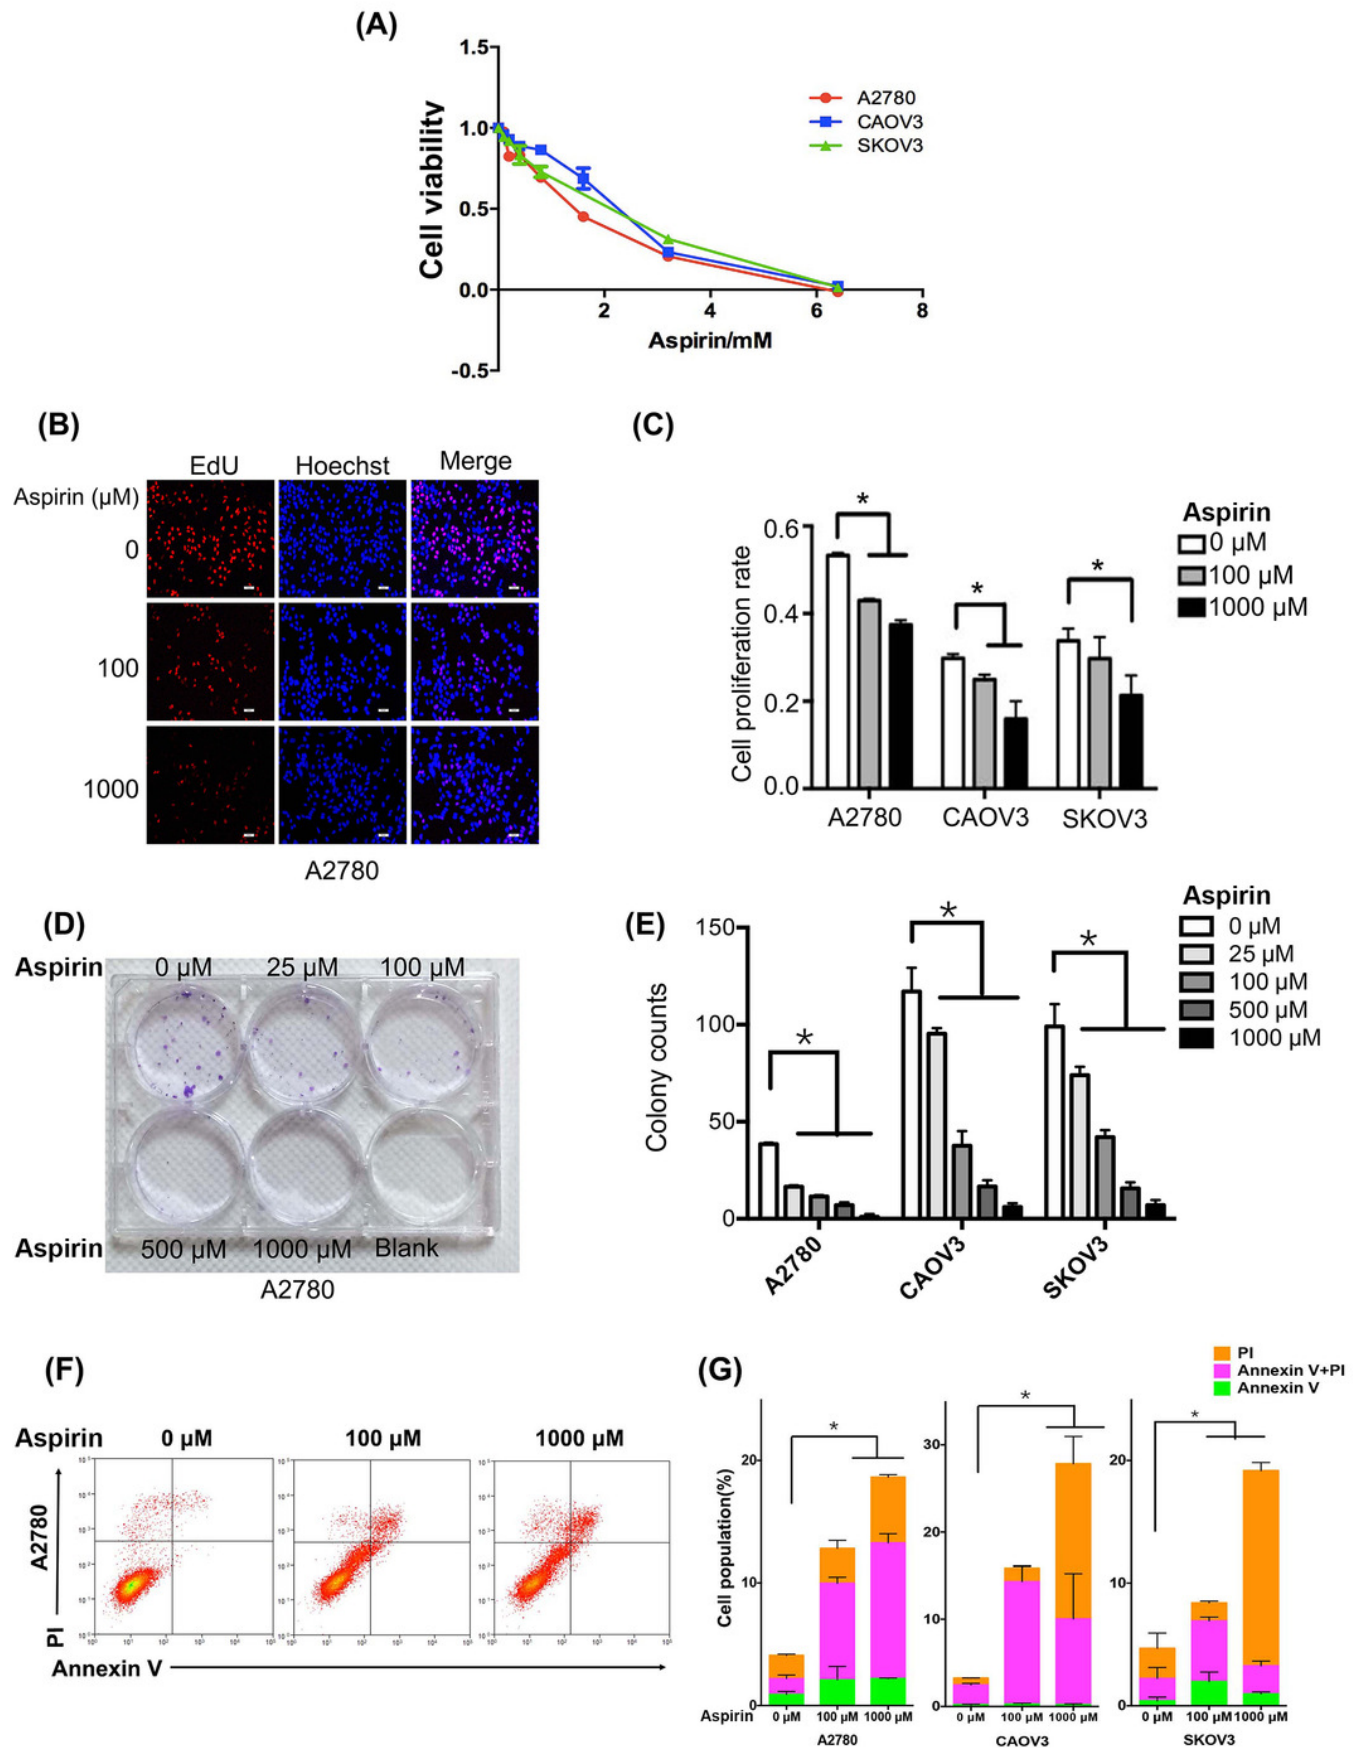 (A)
1.5
1.0
0.5
0.0
-0.5
2
4
6
8
Cell viability
Aspirin/mM
A2780
CAOV3
SKOV3
(B)
EdU
Hoechst
Merge
Aspirin (μM)
0
100
1000
A2780
(C)
Cell proliferation rate
0.6
0.4
0.2
0.0
*
*
*
A2780
CAOV3
SKOV3
Aspirin
0 μM
100 μM
1000 μM
(D)
Aspirin
0 μM
25 μM
100 μM
Aspirin
500 μM
1000 μM
Blank
A2780
(E)
Colony counts
150
100
50
0
*
*
*
A2780
CAOV3
SKOV3
Aspirin
0 μM
25 μM
100 μM
500 μM
1000 μM
(F)
Aspirin
0 μM
100 μM
1000 μM
A2780
PI
Annexin V
(G)
PI
Annexin V+PI
Annexin V
Cell population(%)
20
10
0
*
30
20
10
0
*
20
10
0
*
Aspirin
0 μM
100 μM
1000 μM
0 μM
100 μM
1000 μM
0 μM
100 μM
1000 μM
A2780
CAOV3
SKOV3